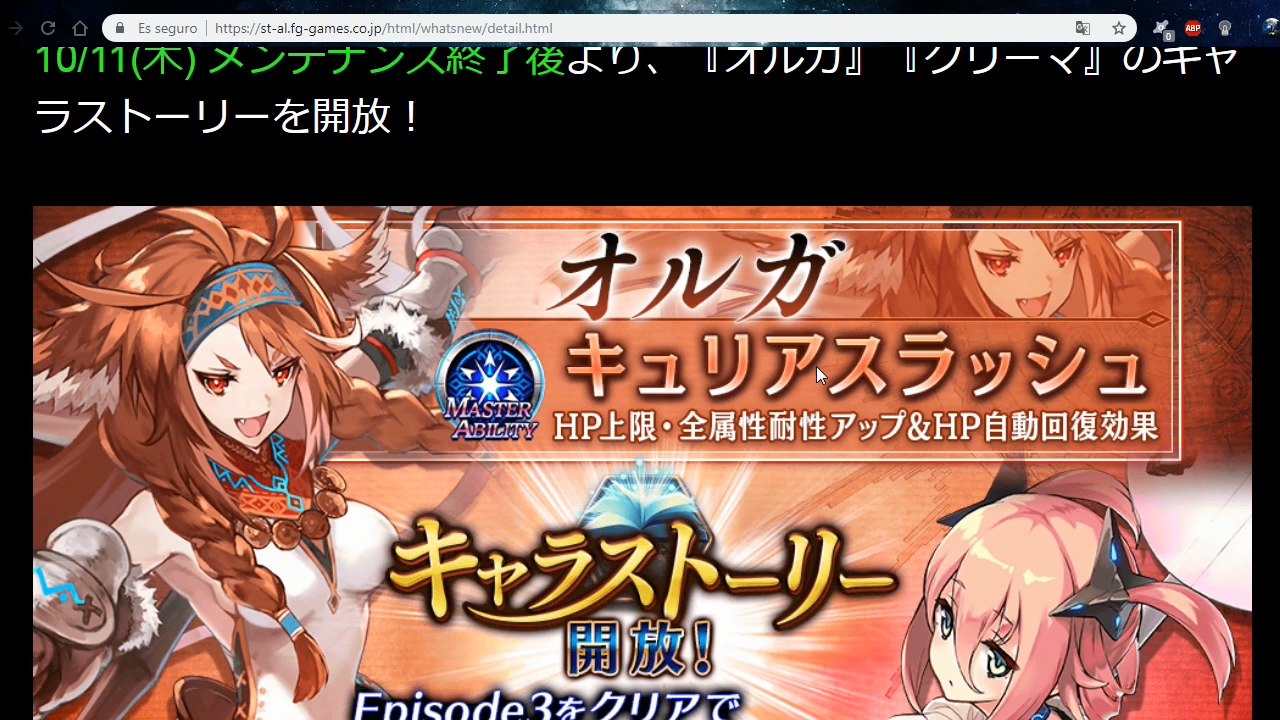 Es seguro
https://st-al.fg-games.co.jp/html/whatsnew/detail.html
ABP
0
10/11(木) メンテナンス終了後より、『オルガ』『クリーマ』のキャ
ラストーリーを開放！
オルガ
キュリアスラッシュ
MASTER
ABILITY
HP上限・全属性耐性アップ&HP自動回復効果
キャラストーリー
開放!
Episode3をクリアで